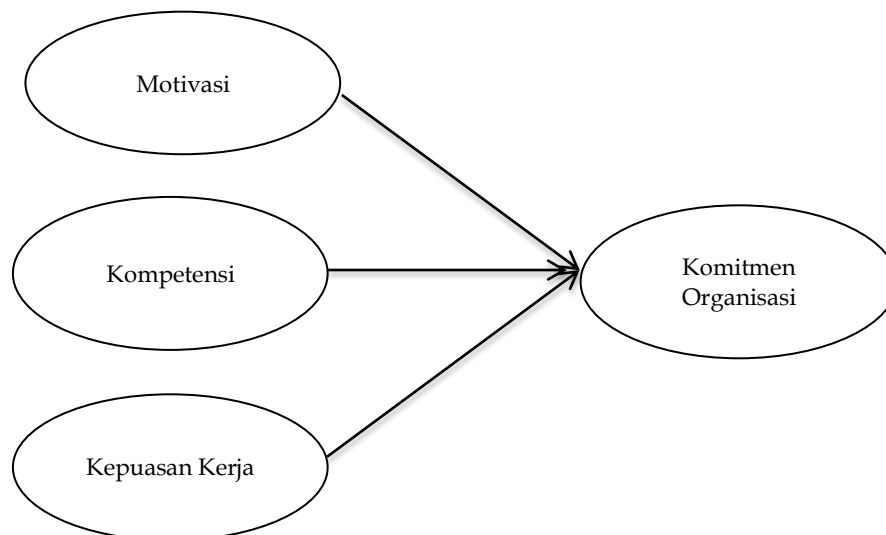 Motivasi
Kompetensi
Komitmen
Organisasi
Kepuasan Kerja